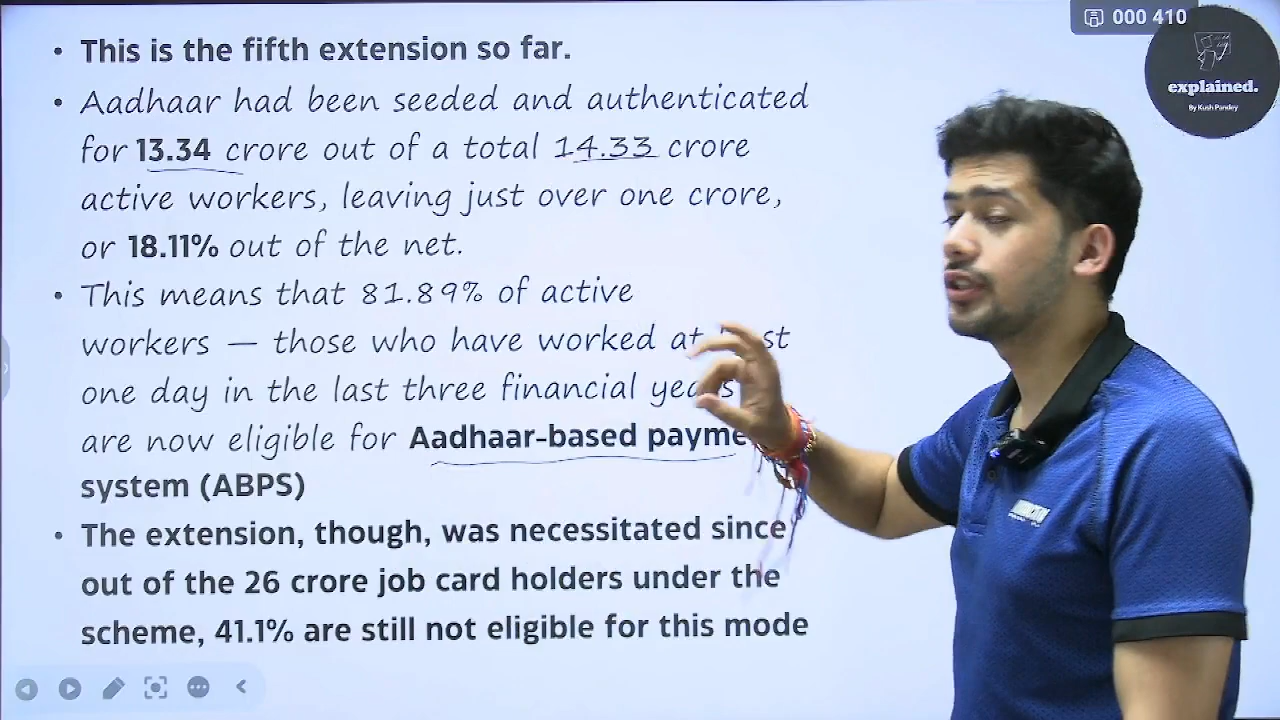 000 410
explained.
By Kush Pandey
• This is the fifth extension so far.
• Aadhaar had been seeded and authenticated
for 13.34 crore out of a total 14.33 crore
active workers, leaving just over one crore,
or 18.11% out of the net.
• This means that 81.89% of active
workers — those who have worked at st
one day in the last three financial years
are now eligible for Aadhaar-based payme
system (ABPS)
• The extension, though, was necessitated since
out of the 26 crore job card holders under the
scheme, 41.1% are still not eligible for this mode